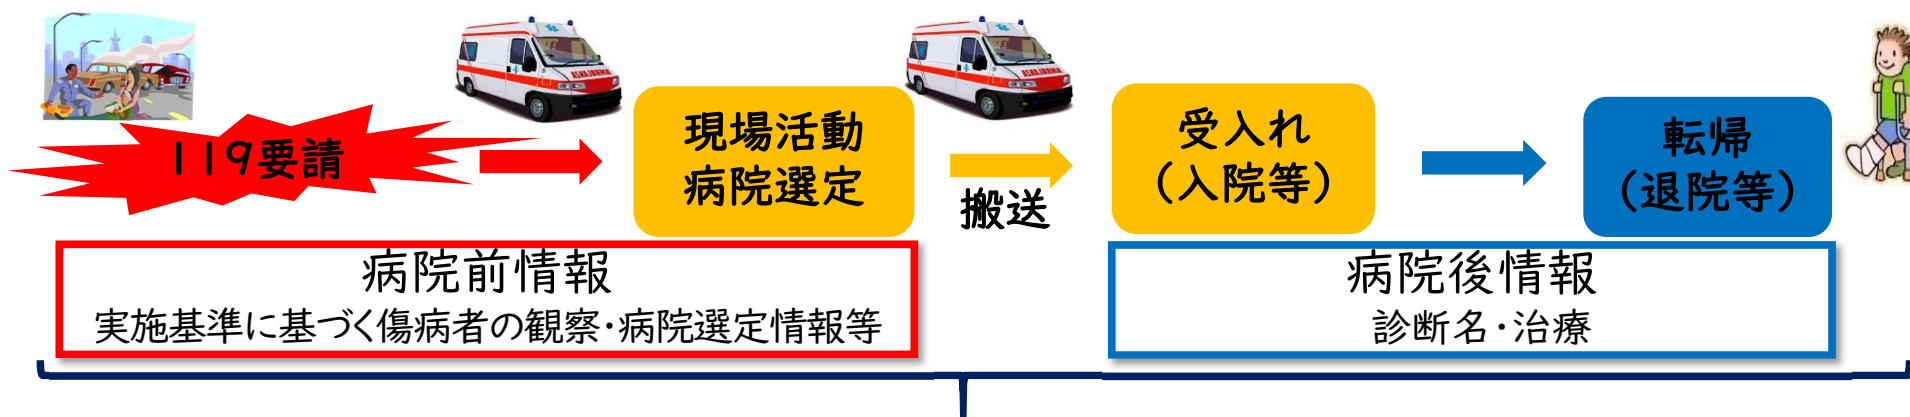 119要請
現場活動
病院選定
搬送
受入れ
(入院等)
転帰
(退院等)
病院前情報
実施基準に基づく傷病者の観察・病院選定情報等
病院後情報
診断名・治療